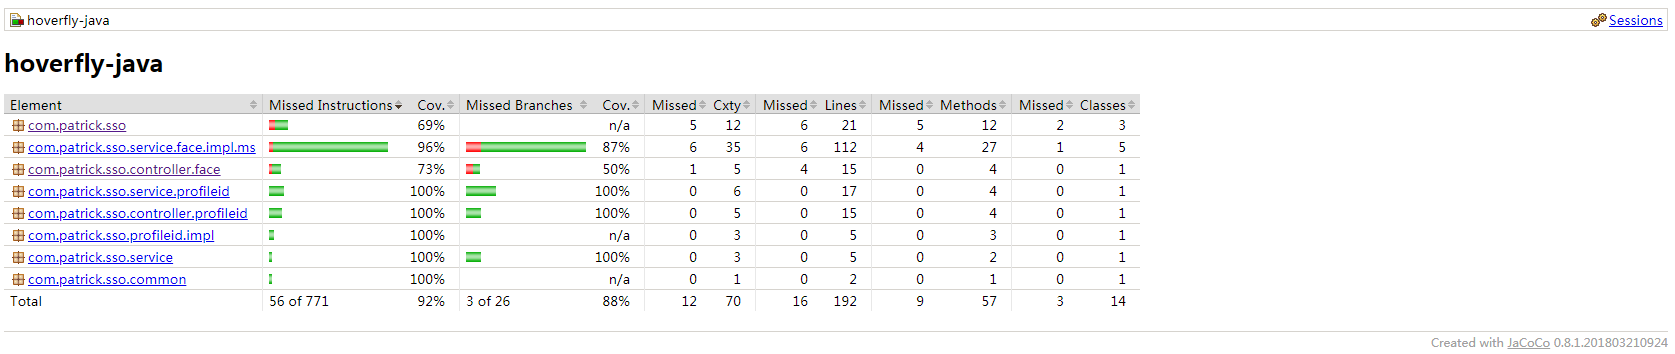 hoverfly-java Sessions
hoverfly-java
Element Missed Instructions Cov. Missed Branches Cov. Missed Cxty Missed Lines Missed Methods Missed Classes
com.patrick.sso 69% n/a 5 12 6 21 5 12 2 3
com.patrick.sso.service.face.impl.ms 96% 87% 6 35 6 112 4 27 1 5
com.patrick.sso.controller.face 73% 50% 1 5 4 15 0 4 0 1
com.patrick.sso.service.profileid 100% 100% 0 6 0 17 0 4 0 1
com.patrick.sso.controller.profileid 100% 100% 0 5 0 15 0 4 0 1
com.patrick.sso.profileid.impl 100% n/a 0 3 0 5 0 3 0 1
com.patrick.sso.service 100% 100% 0 3 0 5 0 2 0 1
com.patrick.sso.common 100% n/a 0 1 0 2 0 1 0 1
Total 56 of 771 92% 3 of 26 88% 12 70 16 192 9 57 3 14
Created with JaCoCo 0.8.1.201803210924